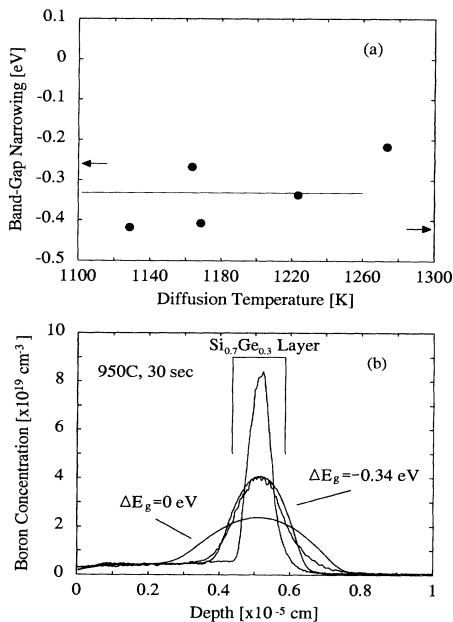 0.1
(a)
0
-0.1
-0.2
-0.3
-0.4
-0.5
Band-Gap Narrowing [eV]
1100 1140 1180 1220 1260 1300
Diffusion Temperature [K]
10
8
6
4
2
0
Boron Concentration [x10¹⁹ cm⁻³]
Si₀.₇Ge₀.₃ Layer
(b)
950C, 30 sec
ΔEg=0 eV
ΔEg=-0.34 eV
0 0.2 0.4 0.6 0.8 1
Depth [x10⁻⁵ cm]